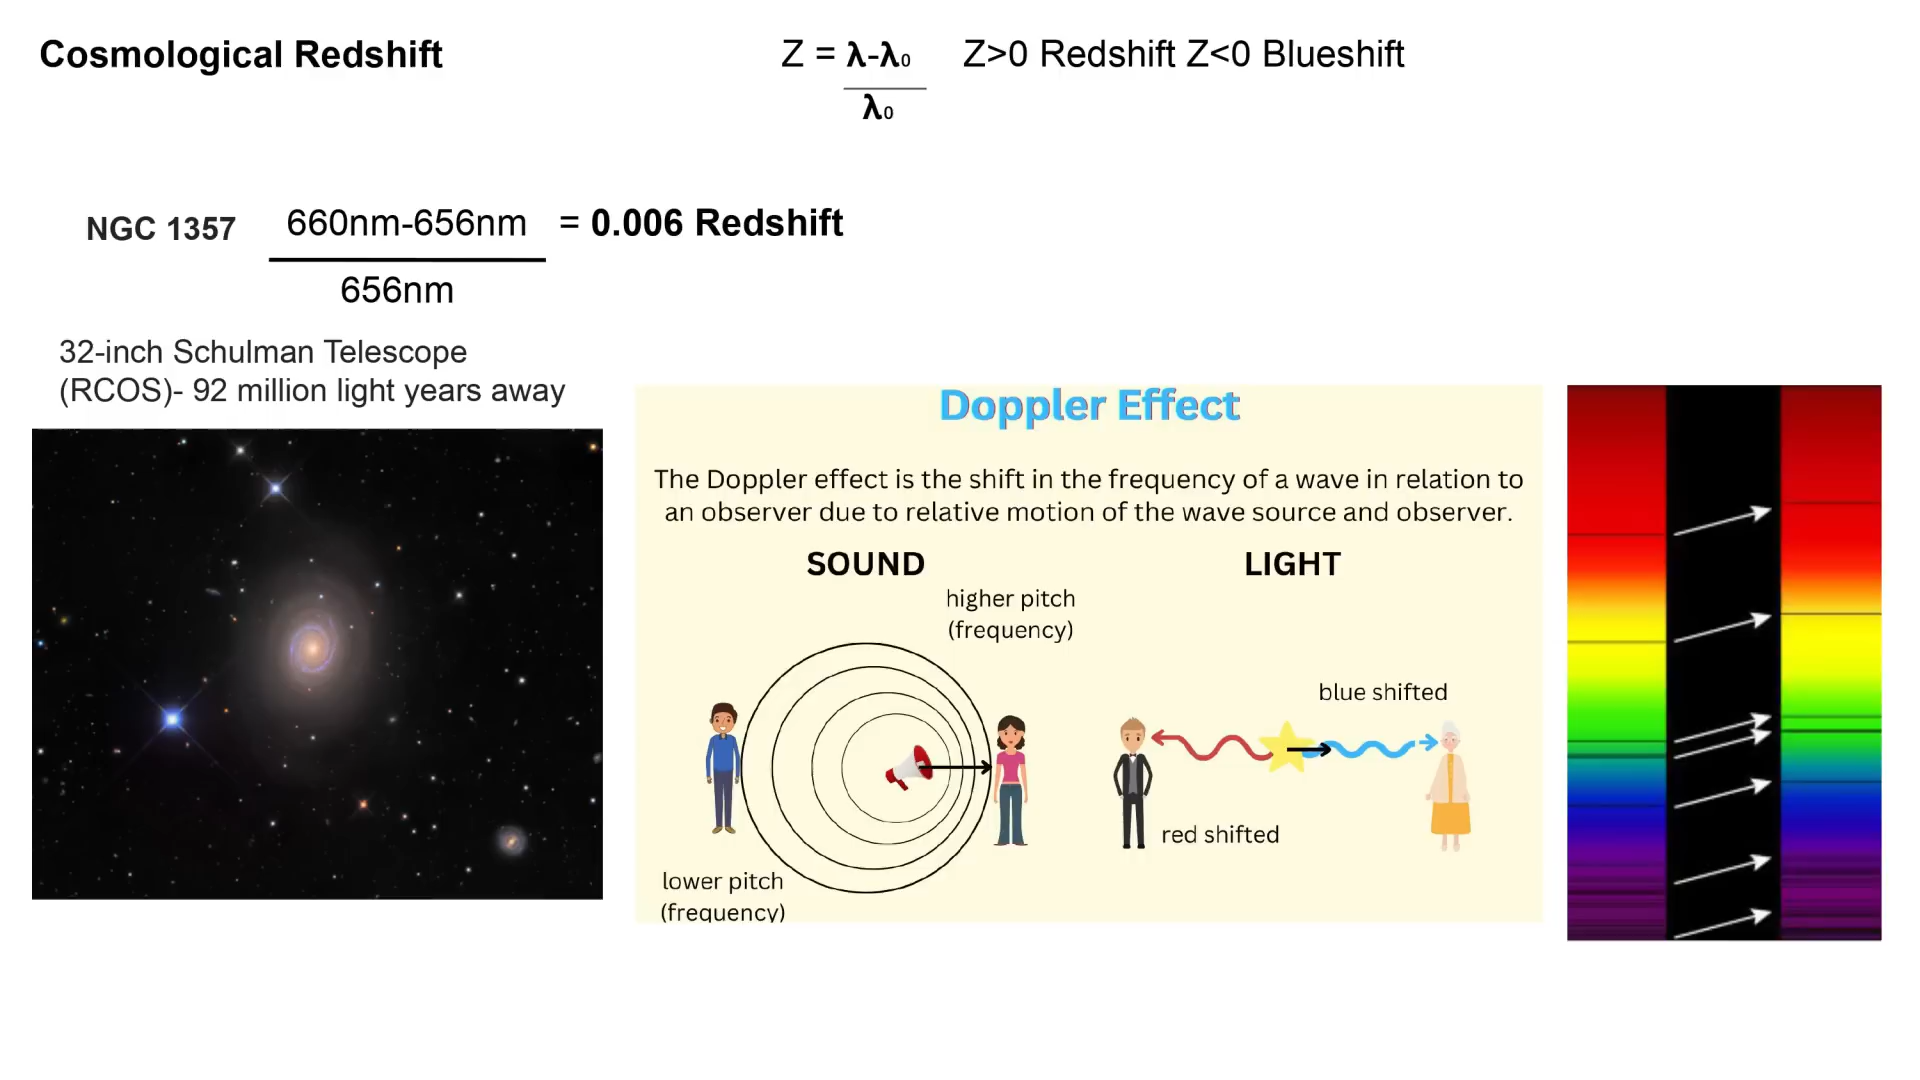 Cosmological Redshift
Z = λ-λ₀ Z>0 Redshift Z<0 Blueshift
λ₀
NGC 1357
660nm-656nm = 0.006 Redshift
656nm
32-inch Schulman Telescope
(RCOS)- 92 million light years away
Doppler Effect
The Doppler effect is the shift in the frequency of a wave in relation to
an observer due to relative motion of the wave source and observer.
SOUND
LIGHT
higher pitch
(frequency)
blue shifted
red shifted
lower pitch
(frequency)